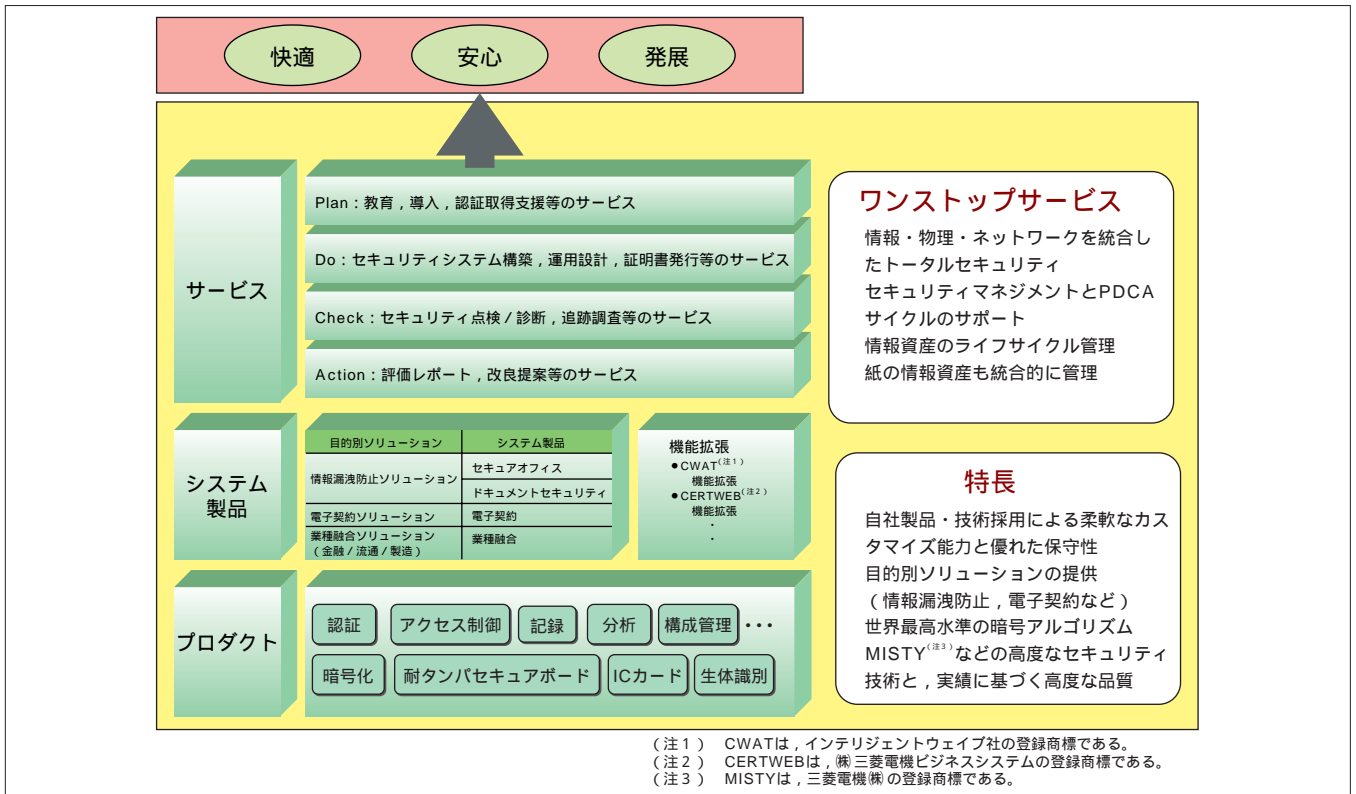 快適
安心
発展
サービス
Plan：教育，導入，認証取得支援等のサービス
Do：セキュリティシステム構築，運用設計，証明書発行等のサービス
Check：セキュリティ点検／診断，追跡調査等のサービス
Action：評価レポート，改良提案等のサービス
ワンストップサービス
情報・物理・ネットワークを統合し
たトータルセキュリティ
セキュリティマネジメントとPDCA
サイクルのサポート
情報資産のライフサイクル管理
紙の情報資産も統合的に管理
システム
製品
目的別ソリューション
システム製品
情報漏洩防止ソリューション
セキュアオフィス
ドキュメントセキュリティ
電子契約ソリューション
電子契約
業種融合ソリューション
（金融／流通／製造）
業種融合
機能拡張
●CWAT（注1）
機能拡張
●CERTWEB（注2）
機能拡張
・
・
特長
自社製品・技術採用による柔軟なカス
タマイズ能力と優れた保守性
目的別ソリューションの提供
（情報漏洩防止，電子契約など）
世界最高水準の暗号アルゴリズム
MISTY（注3）などの高度なセキュリティ
技術と，実績に基づく高度な品質
プロダクト
認証
アクセス制御
記録
分析
構成管理
・・・
暗号化
耐タンパセキュアボード
ICカード
生体識別
（注1） CWATは，インテリジェントウェイブ社の登録商標である。
（注2） CERTWEBは，㈱三菱電機ビジネスシステムの登録商標である。
（注3） MISTYは，三菱電機㈱の登録商標である。